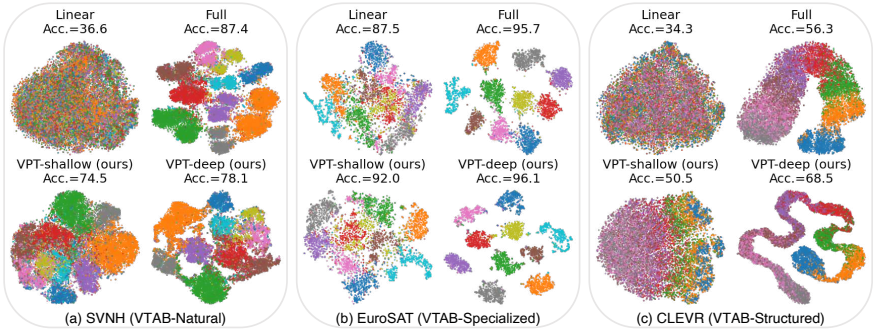 Linear
Acc.=36.6
Full
Acc.=87.4
VPT-shallow (ours)
Acc.=74.5
VPT-deep (ours)
Acc.=78.1
(a) SVNH (VTAB-Natural)
Linear
Acc.=87.5
Full
Acc.=95.7
VPT-shallow (ours)
Acc.=92.0
VPT-deep (ours)
Acc.=96.1
(b) EuroSAT (VTAB-Specialized)
Linear
Acc.=34.3
Full
Acc.=56.3
VPT-shallow (ours)
Acc.=50.5
VPT-deep (ours)
Acc.=68.5
(c) CLEVR (VTAB-Structured)